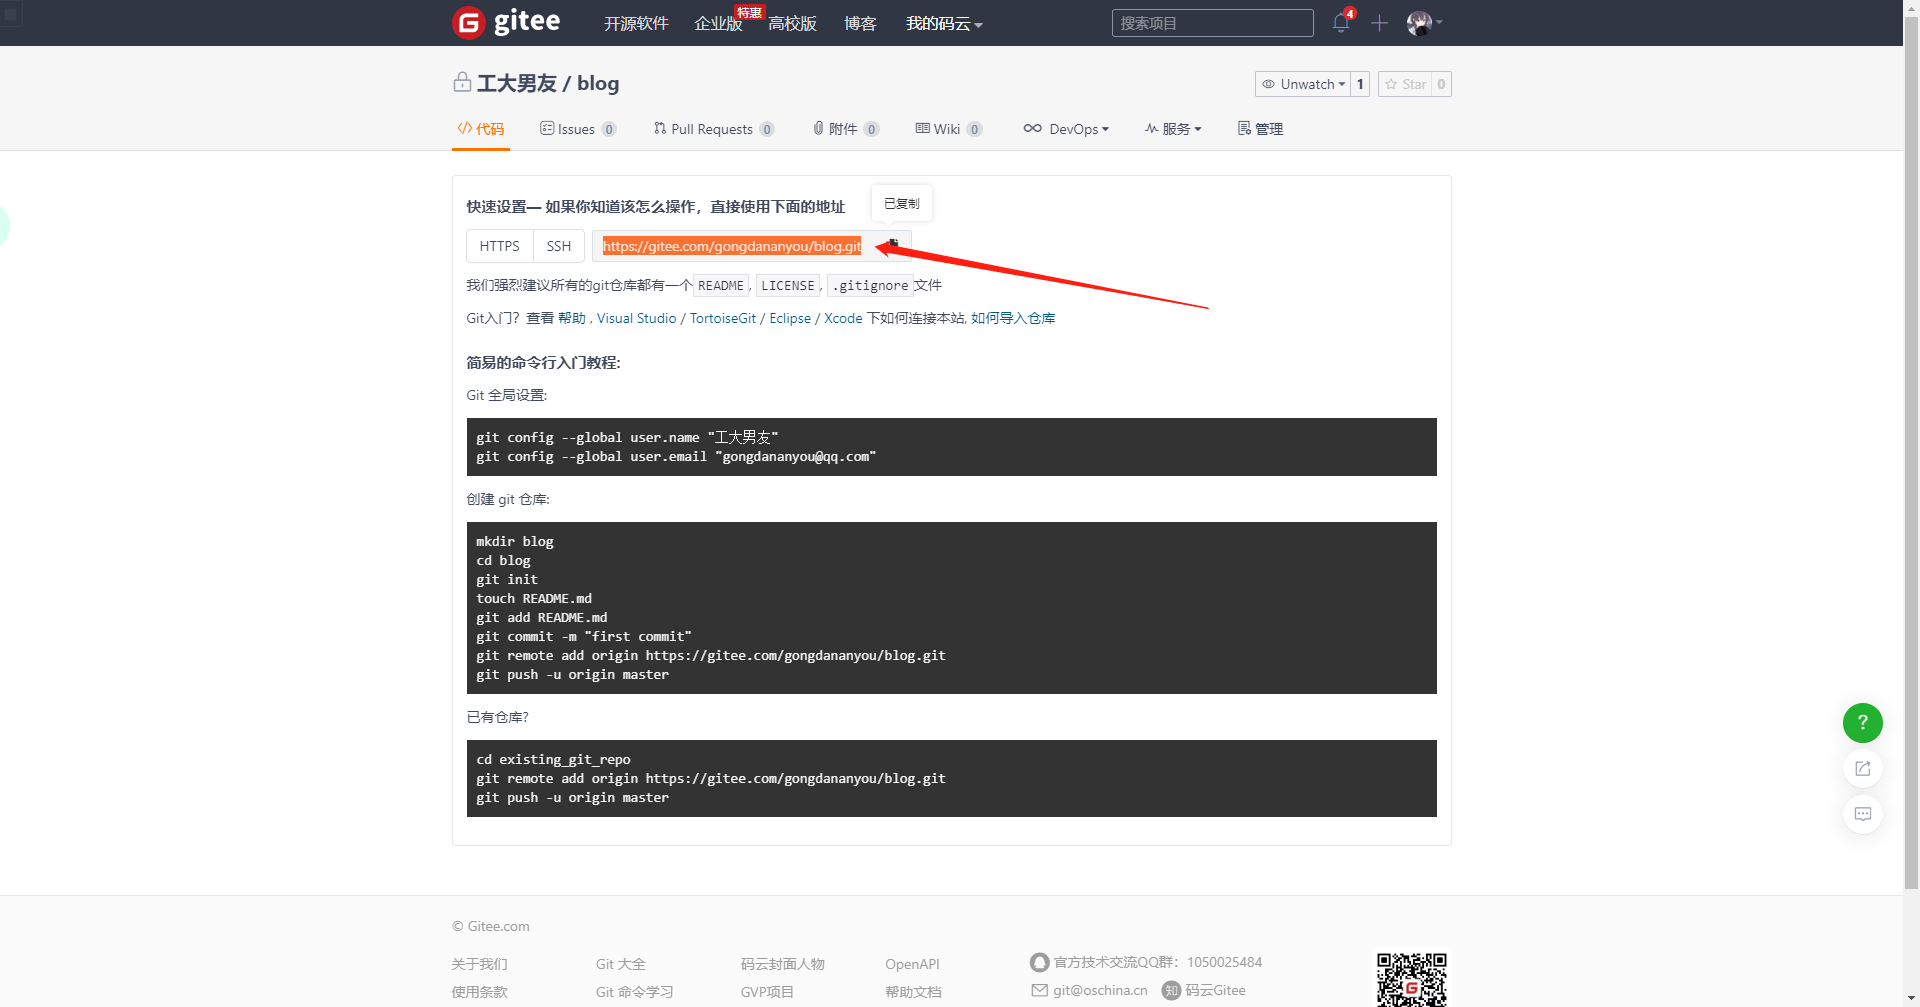 gitee 开源软件 企业版 特惠 高校版 博客 我的码云 搜索项目 4
工大男友 / blog
Unwatch 1 Star 0
代码 Issues 0 Pull Requests 0 附件 0 Wiki 0 DevOps 服务 管理
快速设置— 如果你知道该怎么操作，直接使用下面的地址
已复制
HTTPS SSH https://gitee.com/gongdananyou/blog.git
我们强烈建议所有的git仓库都有一个 README , LICENSE , .gitignore 文件
Git入门？查看 帮助 , Visual Studio / TortoiseGit / Eclipse / Xcode 下如何连接本站, 如何导入仓库
简易的命令行入门教程:
Git 全局设置:
git config --global user.name "工大男友"
git config --global user.email "gongdananyou@qq.com"
创建 git 仓库:
mkdir blog
cd blog
git init
touch README.md
git add README.md
git commit -m "first commit"
git remote add origin https://gitee.com/gongdananyou/blog.git
git push -u origin master
已有仓库?
cd existing_git_repo
git remote add origin https://gitee.com/gongdananyou/blog.git
git push -u origin master
?
© Gitee.com
关于我们 Git 大全 码云封面人物 OpenAPI 官方技术交流QQ群：1050025484
使用条款 Git 命令学习 GVP项目 帮助文档 git@oschina.cn 知 码云Gitee